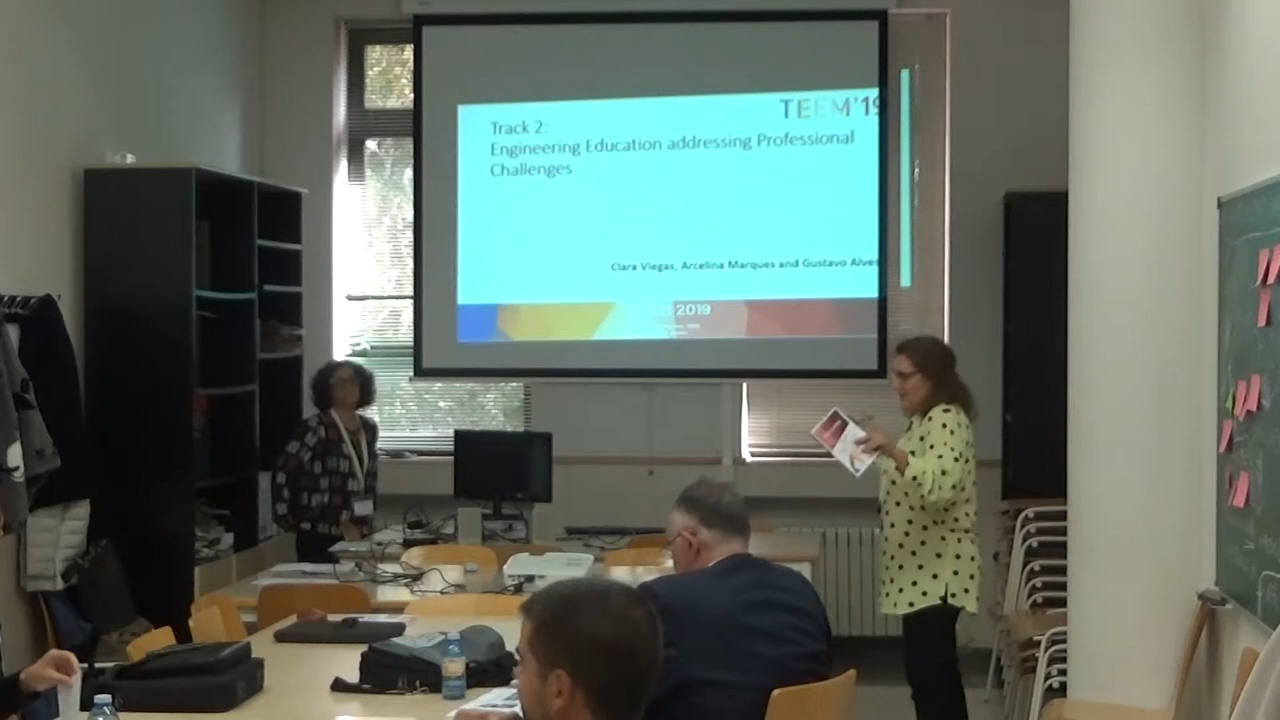 TEEM'19
Track 2:
Engineering Education addressing Professional
Challenges
Clara Viegas, Arcelina Marques and Gustavo Alves
2019